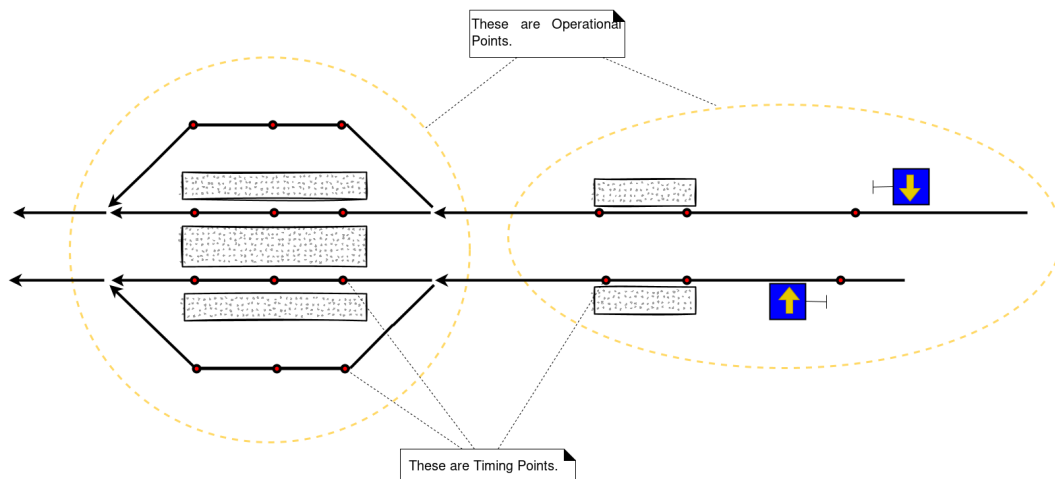 These are Operational
Points.
These are Timing Points.